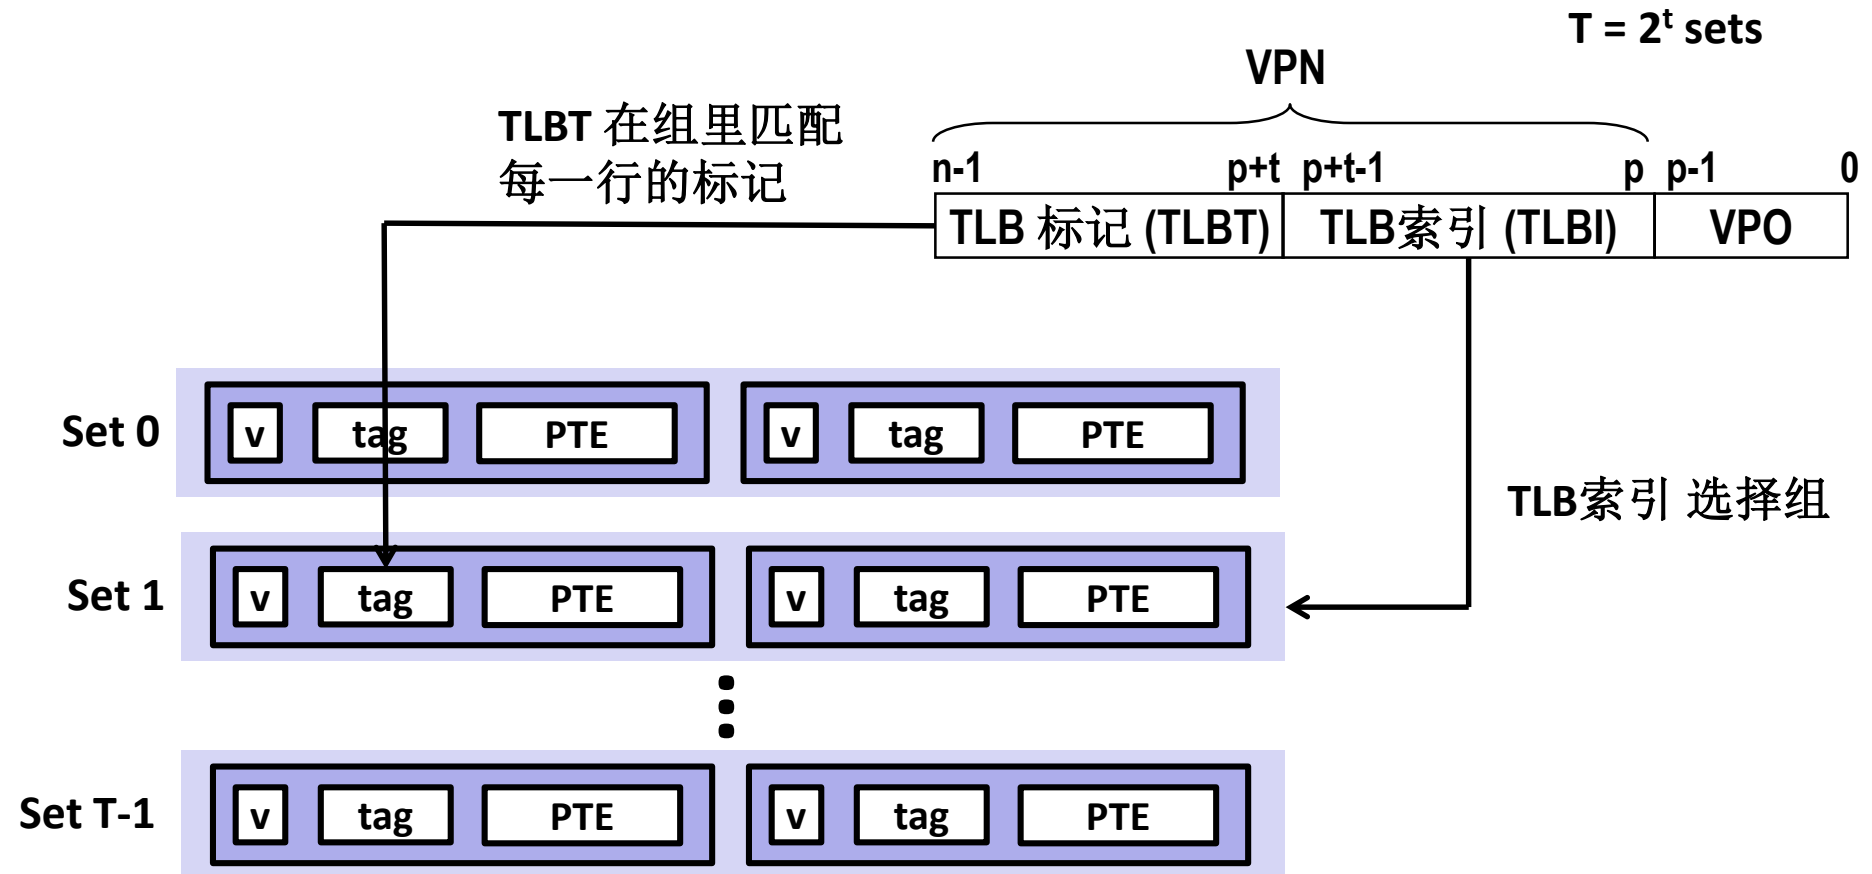 T = 2ᵗ sets
VPN
TLBT 在组里匹配
每一行的标记
n-1 p+t p+t-1 p p-1 0
TLB 标记 (TLBT) TLB索引 (TLBI) VPO
Set 0 v tag PTE v tag PTE
TLB索引 选择组
Set 1 v tag PTE v tag PTE
Set T-1 v tag PTE v tag PTE